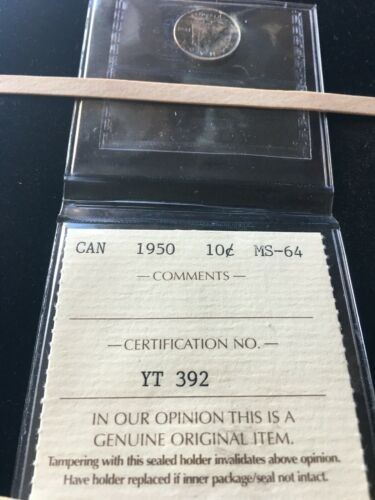 CAN 1950 10¢ MS-64
— COMMENTS —
— CERTIFICATION NO. —
YT 392
IN OUR OPINION THIS IS A
GENUINE ORIGINAL ITEM.
Tampering with this sealed holder invalidates above opinion.
Have holder replaced if inner package/seal not intact.